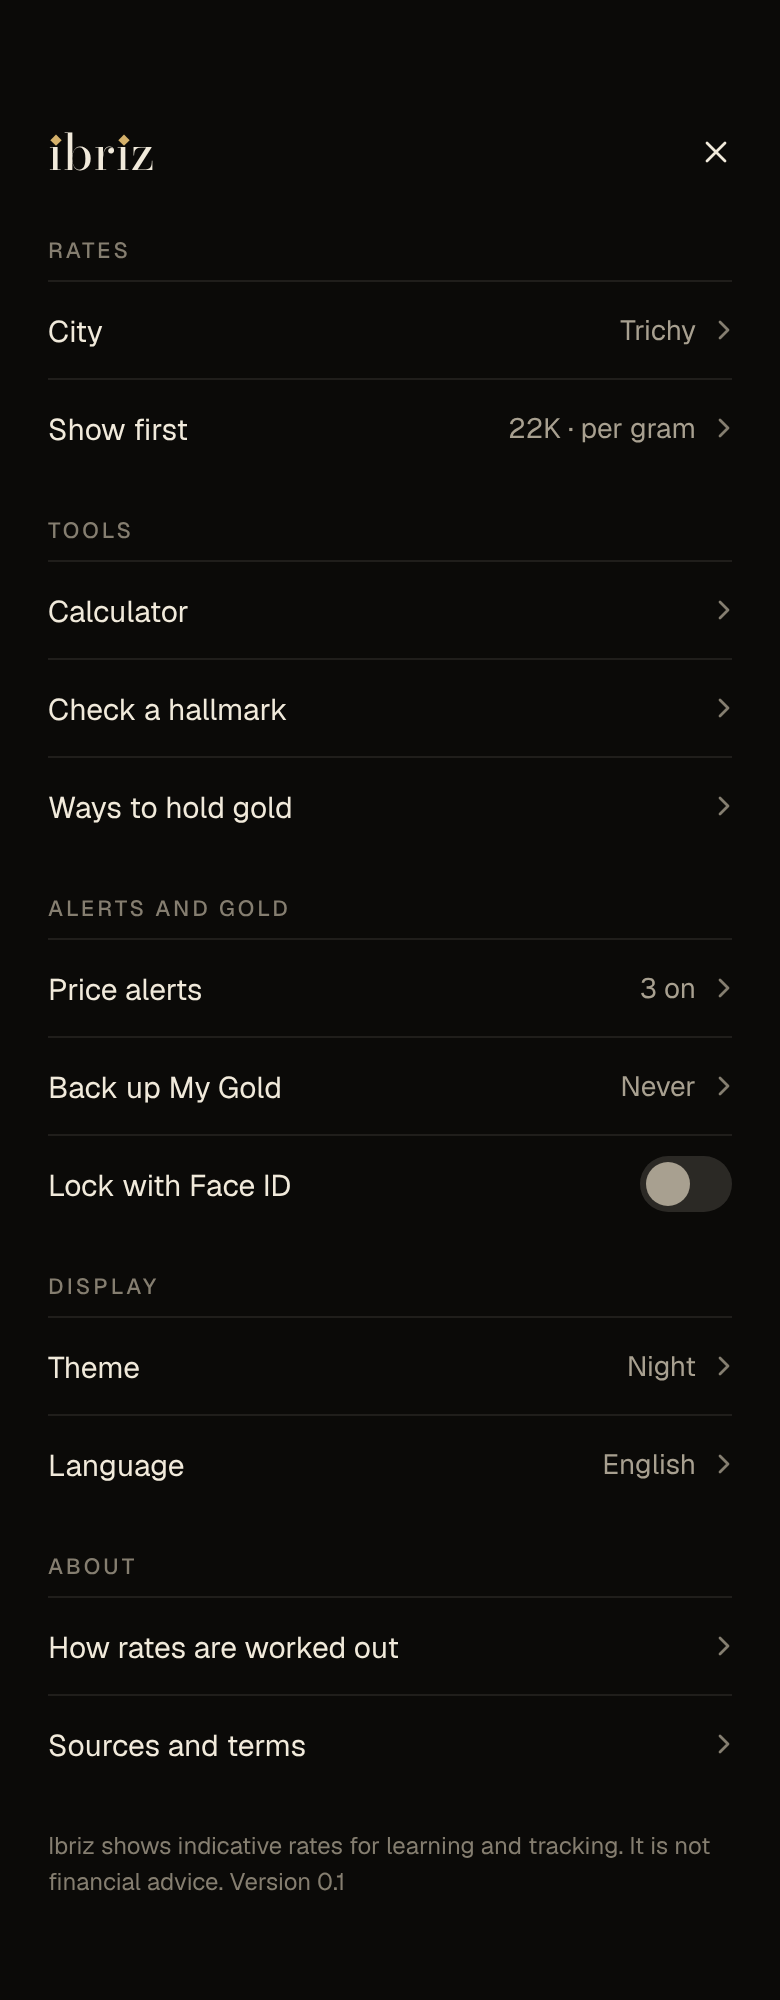 ibriz
RATES
City Trichy
Show first 22K · per gram
TOOLS
Calculator
Check a hallmark
Ways to hold gold
ALERTS AND GOLD
Price alerts 3 on
Back up My Gold Never
Lock with Face ID
DISPLAY
Theme Night
Language English
ABOUT
How rates are worked out
Sources and terms
Ibriz shows indicative rates for learning and tracking. It is not
financial advice. Version 0.1